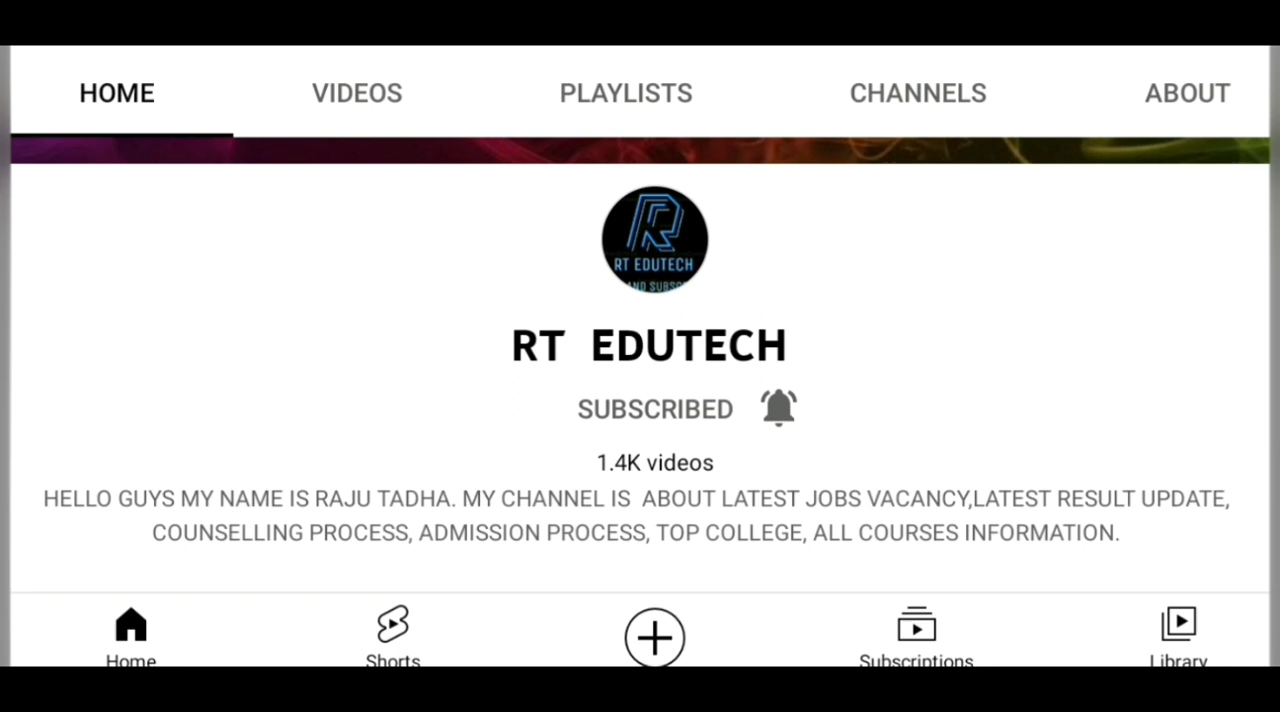 HOME VIDEOS PLAYLISTS CHANNELS ABOUT
RT EDUTECH
AND SUBSC
RT EDUTECH
SUBSCRIBED
1.4K videos
HELLO GUYS MY NAME IS RAJU TADHA. MY CHANNEL IS ABOUT LATEST JOBS VACANCY,LATEST RESULT UPDATE,
COUNSELLING PROCESS, ADMISSION PROCESS, TOP COLLEGE, ALL COURSES INFORMATION.
Home Shorts Subscriptions Library